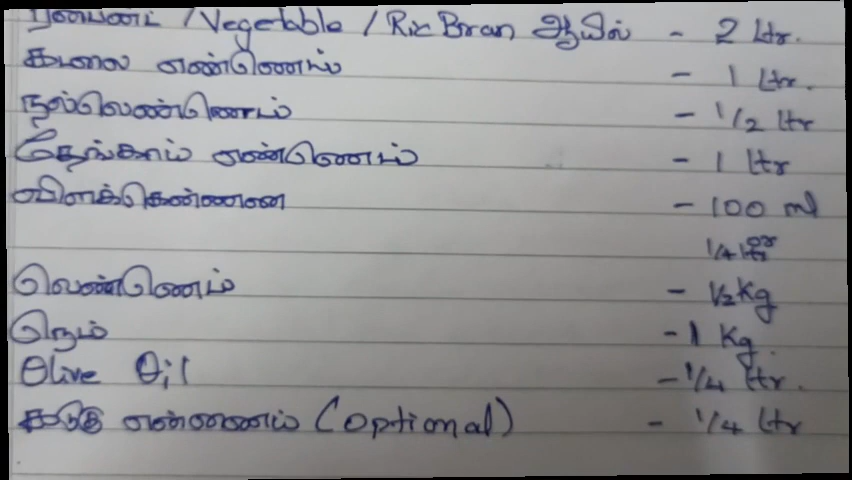 /Vegetable / Ric Bran ஆயில் - 2 Ltr.
கடலை எண்ணெய் - 1 Ltr.
நல்லெண்ணெய் - 1/2 Ltr
தேங்காய் எண்ணெய் - 1 Ltr
விளக்கெண்ணை - 100 ml
or
1/4 ltr
வெண்ணெய் - 1/2 Kg
நெய் - 1 Kg.
Olive Oil - 1/4 Ltr.
கடுகு எண்ணெய் (Optional) - 1/4 Ltr